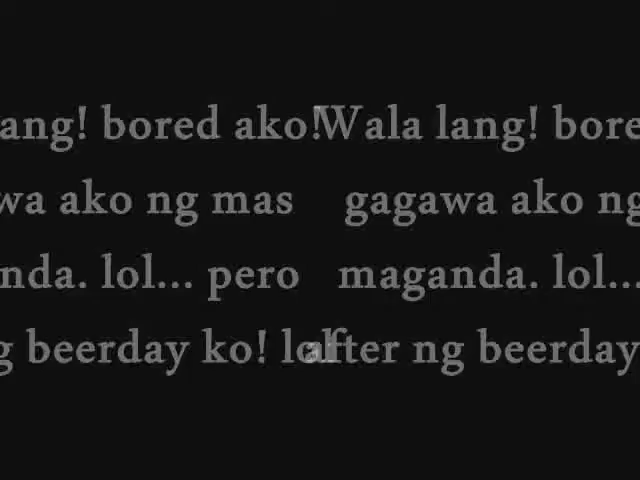 ang! bored ako! Wala lang! bore
wa ako ng mas gagawa ako ng
nda. lol... pero maganda. lol...
g beerday ko! lol after ng beerday